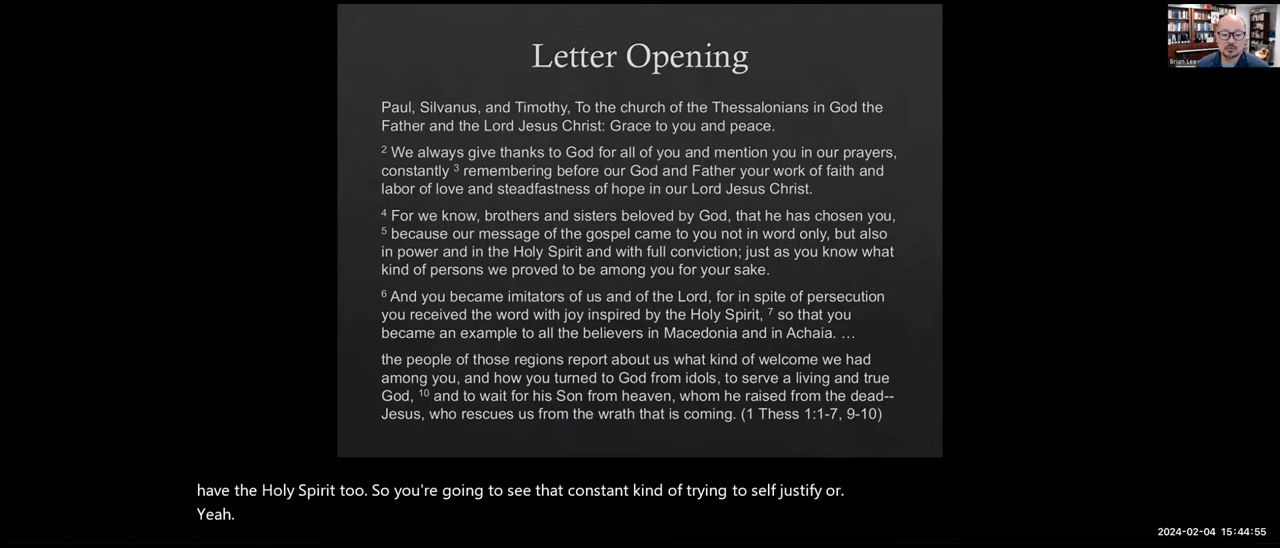 Letter Opening
Paul, Silvanus, and Timothy, To the church of the Thessalonians in God the
Father and the Lord Jesus Christ: Grace to you and peace.
2 We always give thanks to God for all of you and mention you in our prayers,
constantly 3 remembering before our God and Father your work of faith and
labor of love and steadfastness of hope in our Lord Jesus Christ.
4 For we know, brothers and sisters beloved by God, that he has chosen you,
5 because our message of the gospel came to you not in word only, but also
in power and in the Holy Spirit and with full conviction; just as you know what
kind of persons we proved to be among you for your sake.
6 And you became imitators of us and of the Lord, for in spite of persecution
you received the word with joy inspired by the Holy Spirit, 7 so that you
became an example to all the believers in Macedonia and in Achaia. …
the people of those regions report about us what kind of welcome we had
among you, and how you turned to God from idols, to serve a living and true
God, 10 and to wait for his Son from heaven, whom he raised from the dead--
Jesus, who rescues us from the wrath that is coming. (1 Thess 1:1-7, 9-10)
Brian Lee
have the Holy Spirit too. So you're going to see that constant kind of trying to self justify or.
Yeah.
2024-02-04 15:44:55